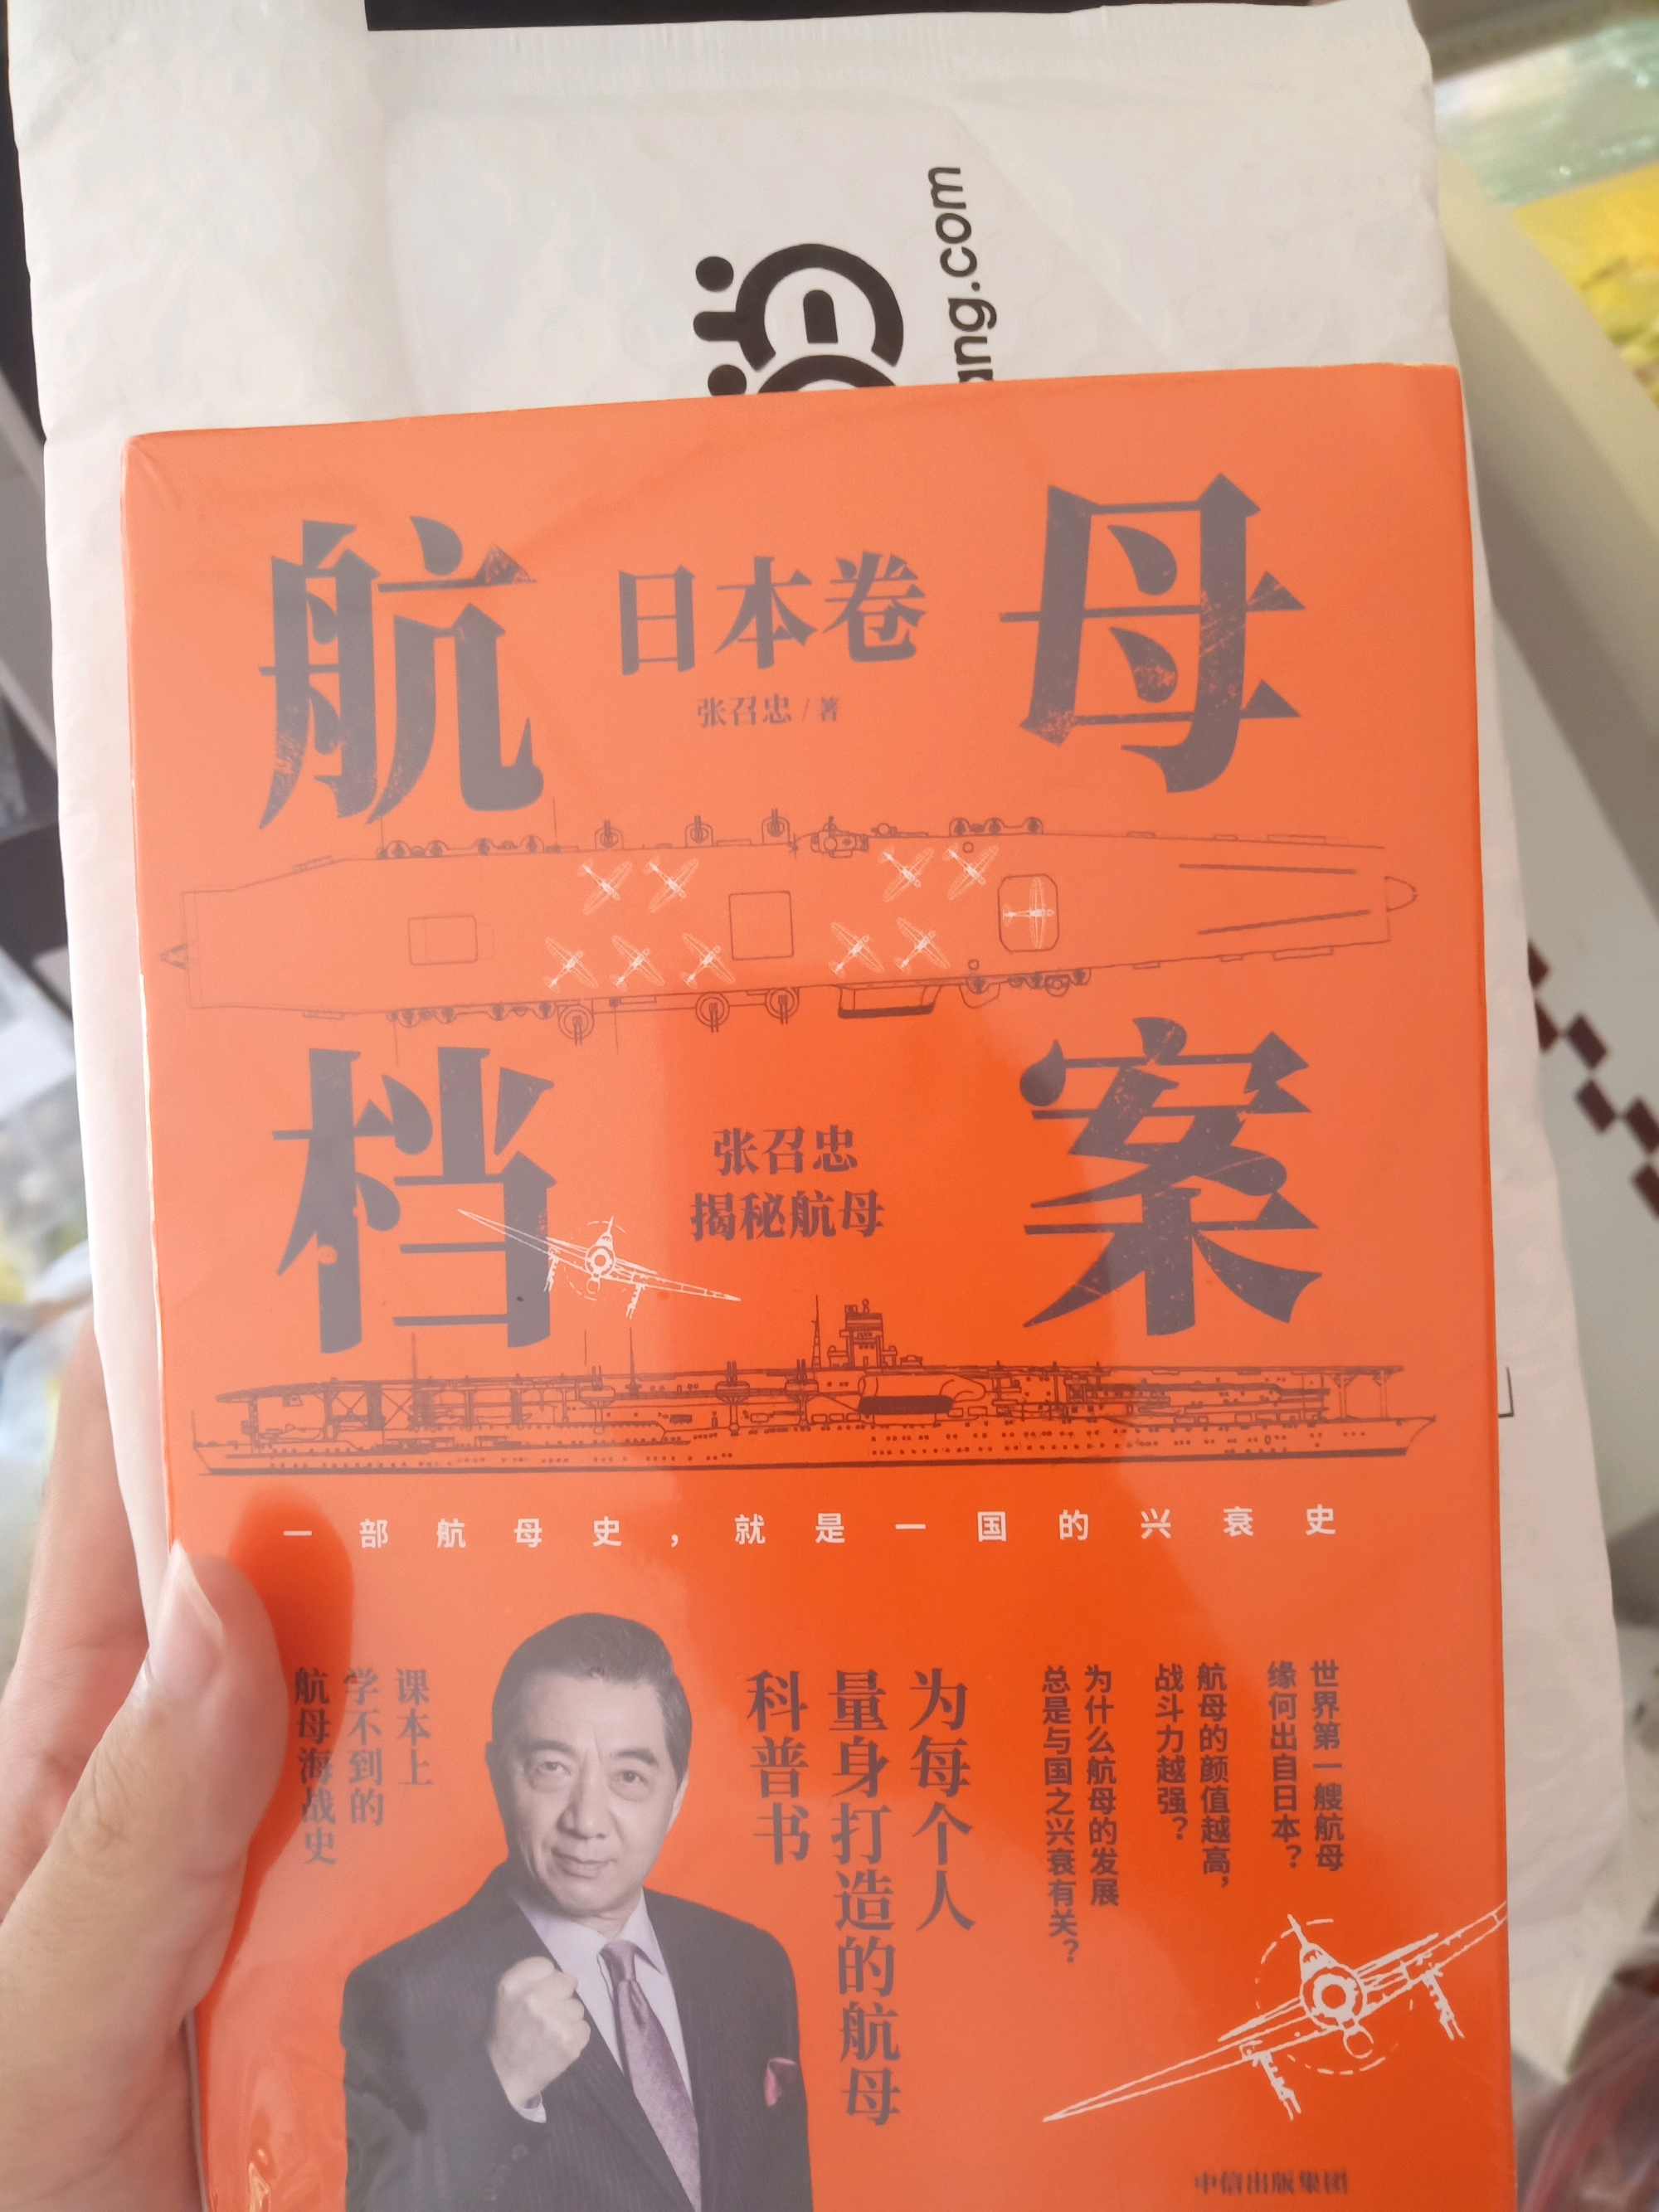 ang.com
航母
日本卷
张召忠/著
档案
张召忠
揭秘航母
一部航母史，就是一国的兴衰史
世界第一艘航母
缘何出自日本？
航母的颜值越高，
战斗力越强？
为什么航母的发展
总是与国之兴衰有关？
为每个人
量身打造的航母
科普书
课本上
学不到的
航母海战史
中信出版集团